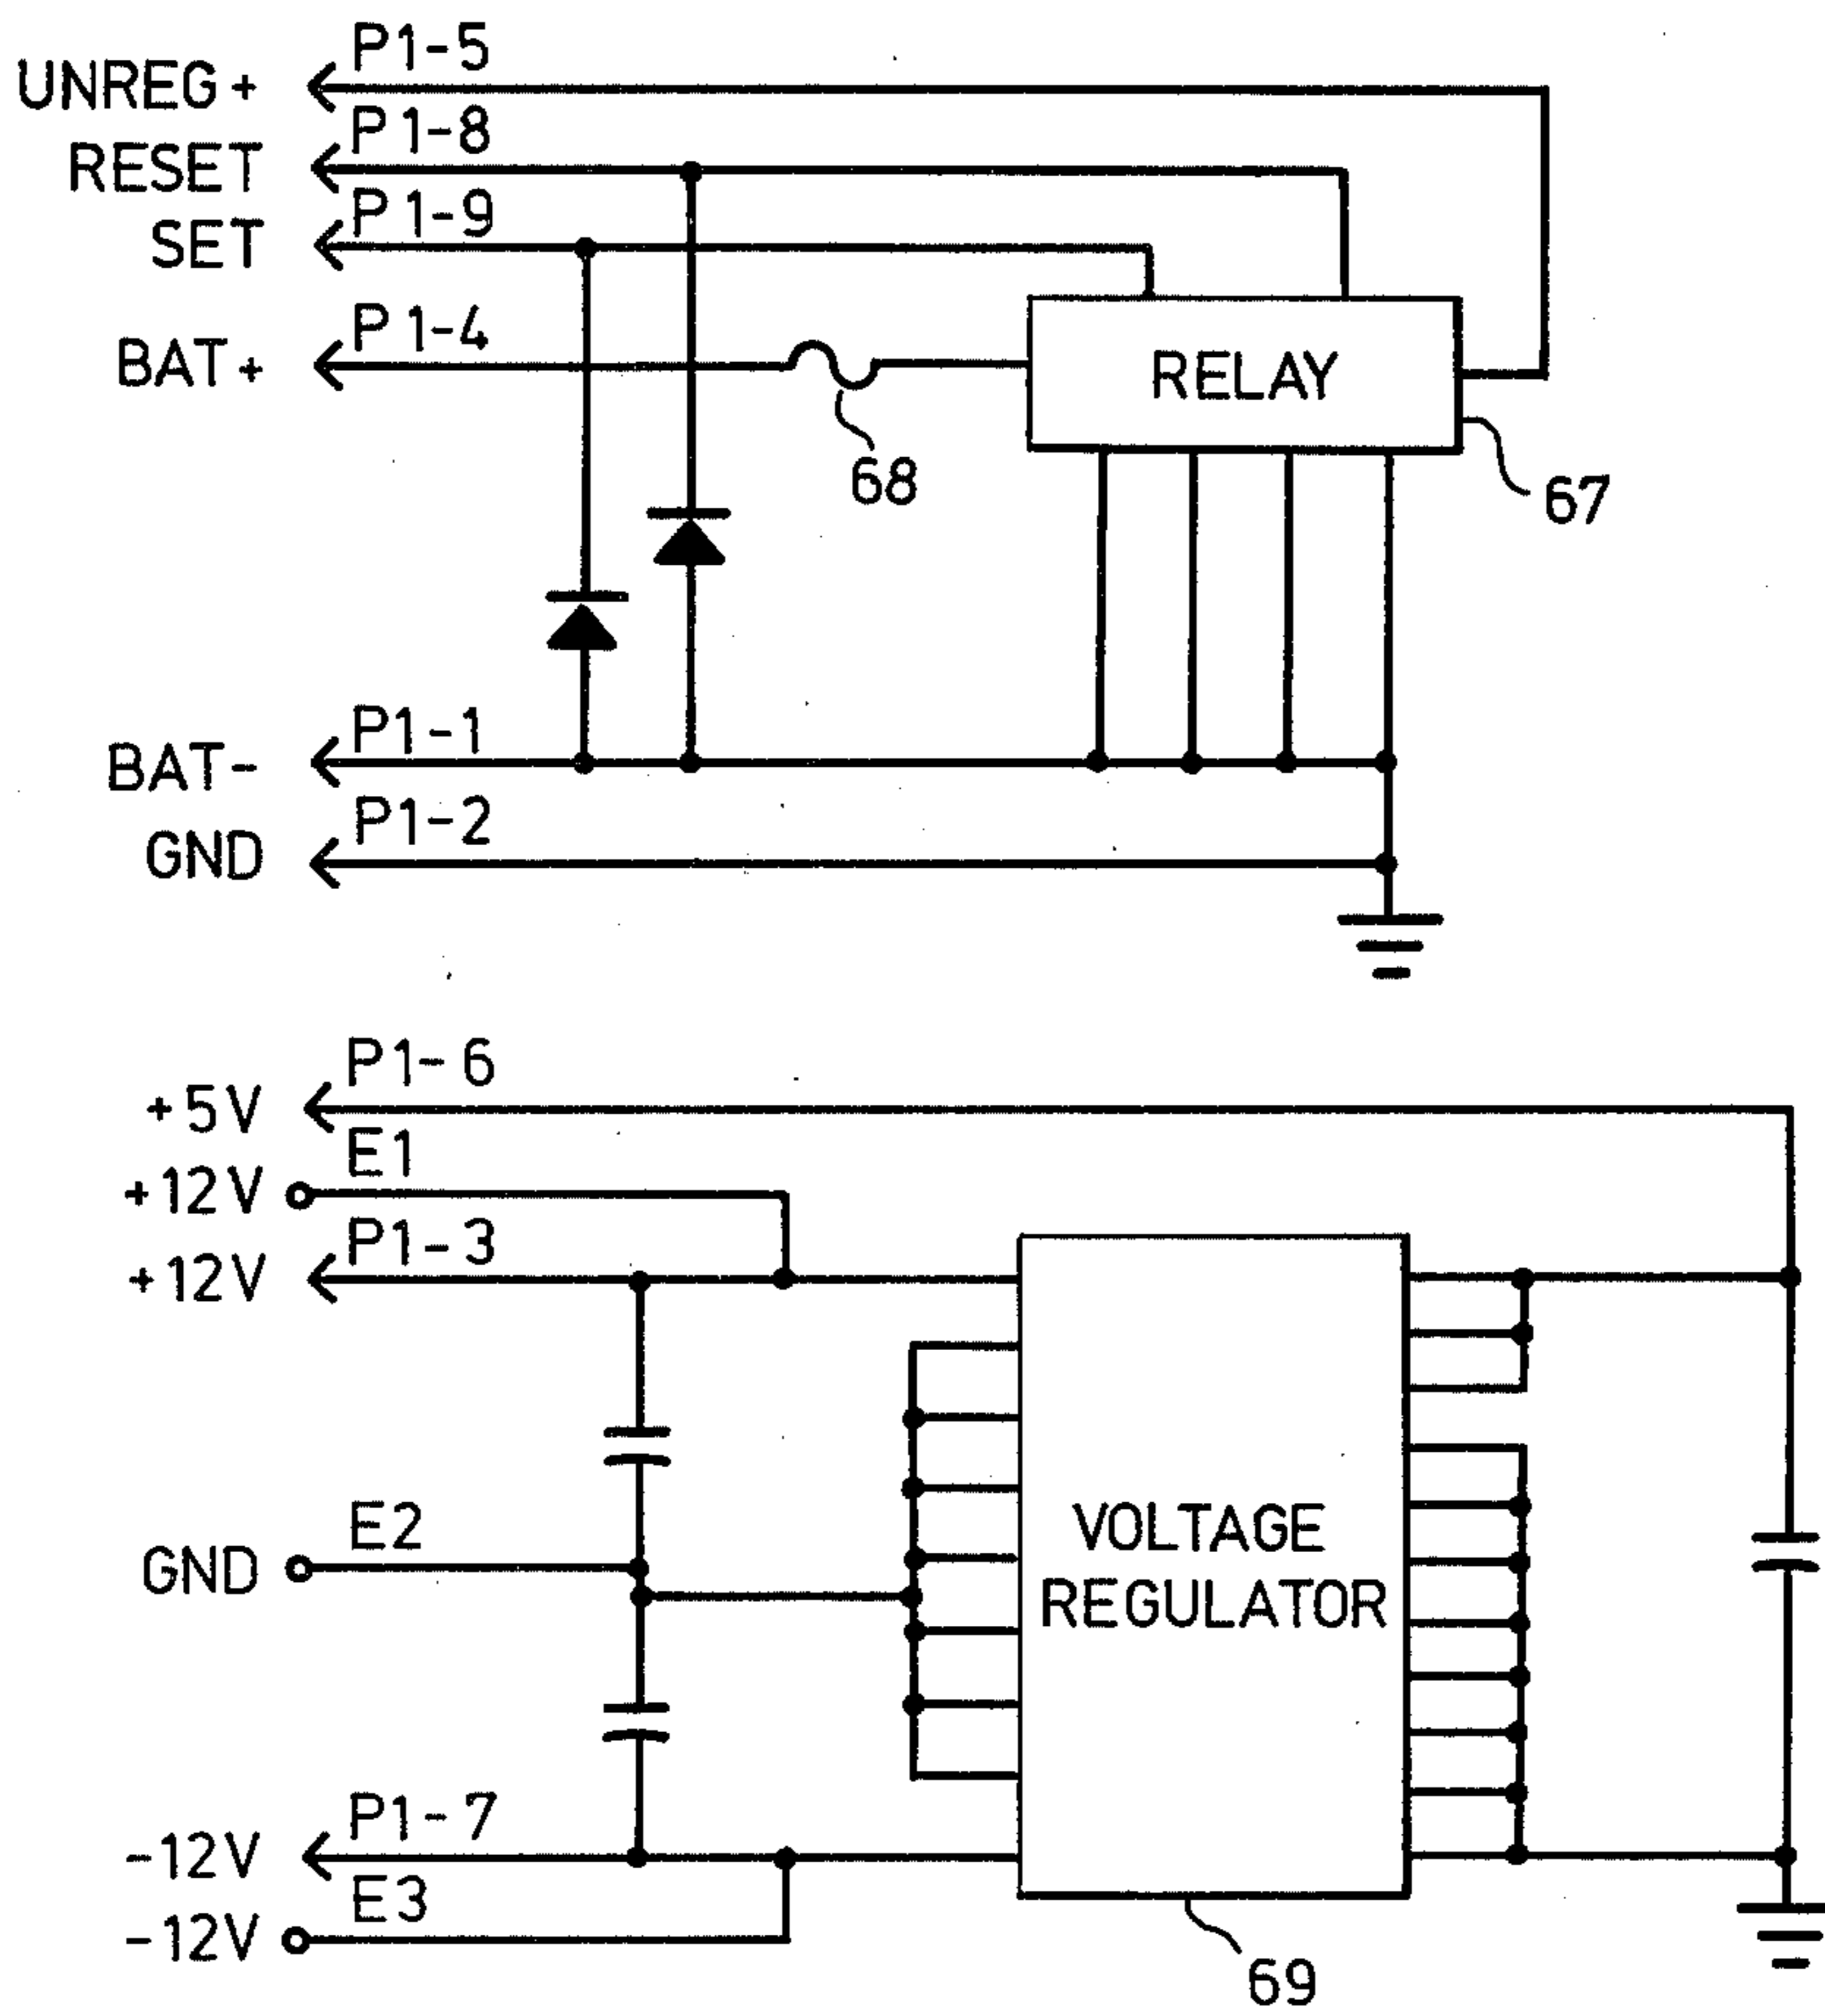 P1-5
UNREG+
P1-8
RESET
P1-9
SET
P1-4
BAT+
RELAY
68
67
P1-1
BAT-
P1-2
GND
P1-6
+5V
E1
+12V
P1-3
+12V
E2
GND
VOLTAGE
REGULATOR
P1-7
-12V
E3
-12V
69